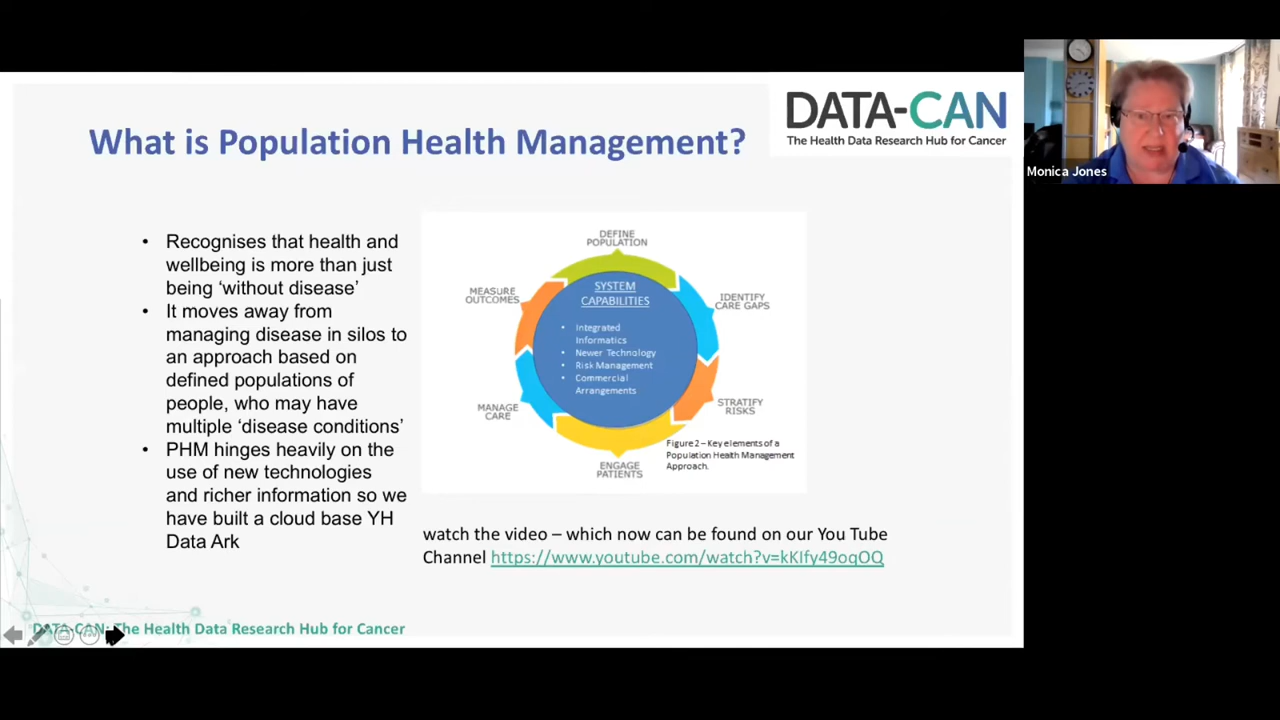 What is Population Health Management?
DATA-CAN
The Health Data Research Hub for Cancer
Monica Jones
• Recognises that health and
wellbeing is more than just
being ‘without disease’
• It moves away from
managing disease in silos to
an approach based on
defined populations of
people, who may have
multiple ‘disease conditions’
• PHM hinges heavily on the
use of new technologies
and richer information so we
have built a cloud base YH
Data Ark
DEFINE
POPULATION
IDENTIFY
CARE GAPS
STRATIFY
RISKS
ENGAGE
PATIENTS
MANAGE
CARE
MEASURE
OUTCOMES
SYSTEM
CAPABILITIES
• Integrated
Informatics
• Newer Technology
• Risk Management
• Commercial
Arrangements
Figure 2 – Key elements of a
Population Health Management
Approach.
watch the video – which now can be found on our You Tube
Channel https://www.youtube.com/watch?v=kKIfy49oqOQ
DATA-CAN: The Health Data Research Hub for Cancer